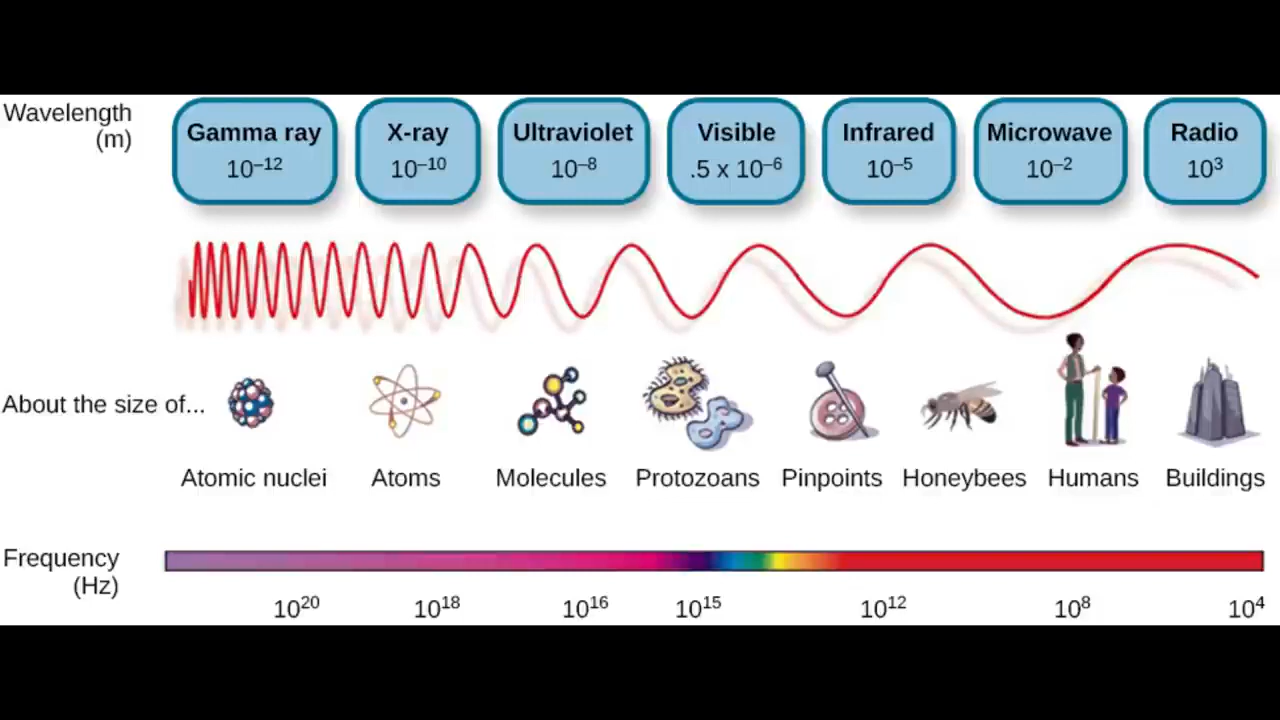 Wavelength
(m)
Gamma ray
10⁻¹²
X-ray
10⁻¹⁰
Ultraviolet
10⁻⁸
Visible
.5 x 10⁻⁶
Infrared
10⁻⁵
Microwave
10⁻²
Radio
10³
About the size of...
Atomic nuclei
Atoms
Molecules
Protozoans
Pinpoints
Honeybees
Humans
Buildings
Frequency
(Hz)
10²⁰
10¹⁸
10¹⁶
10¹⁵
10¹²
10⁸
10⁴